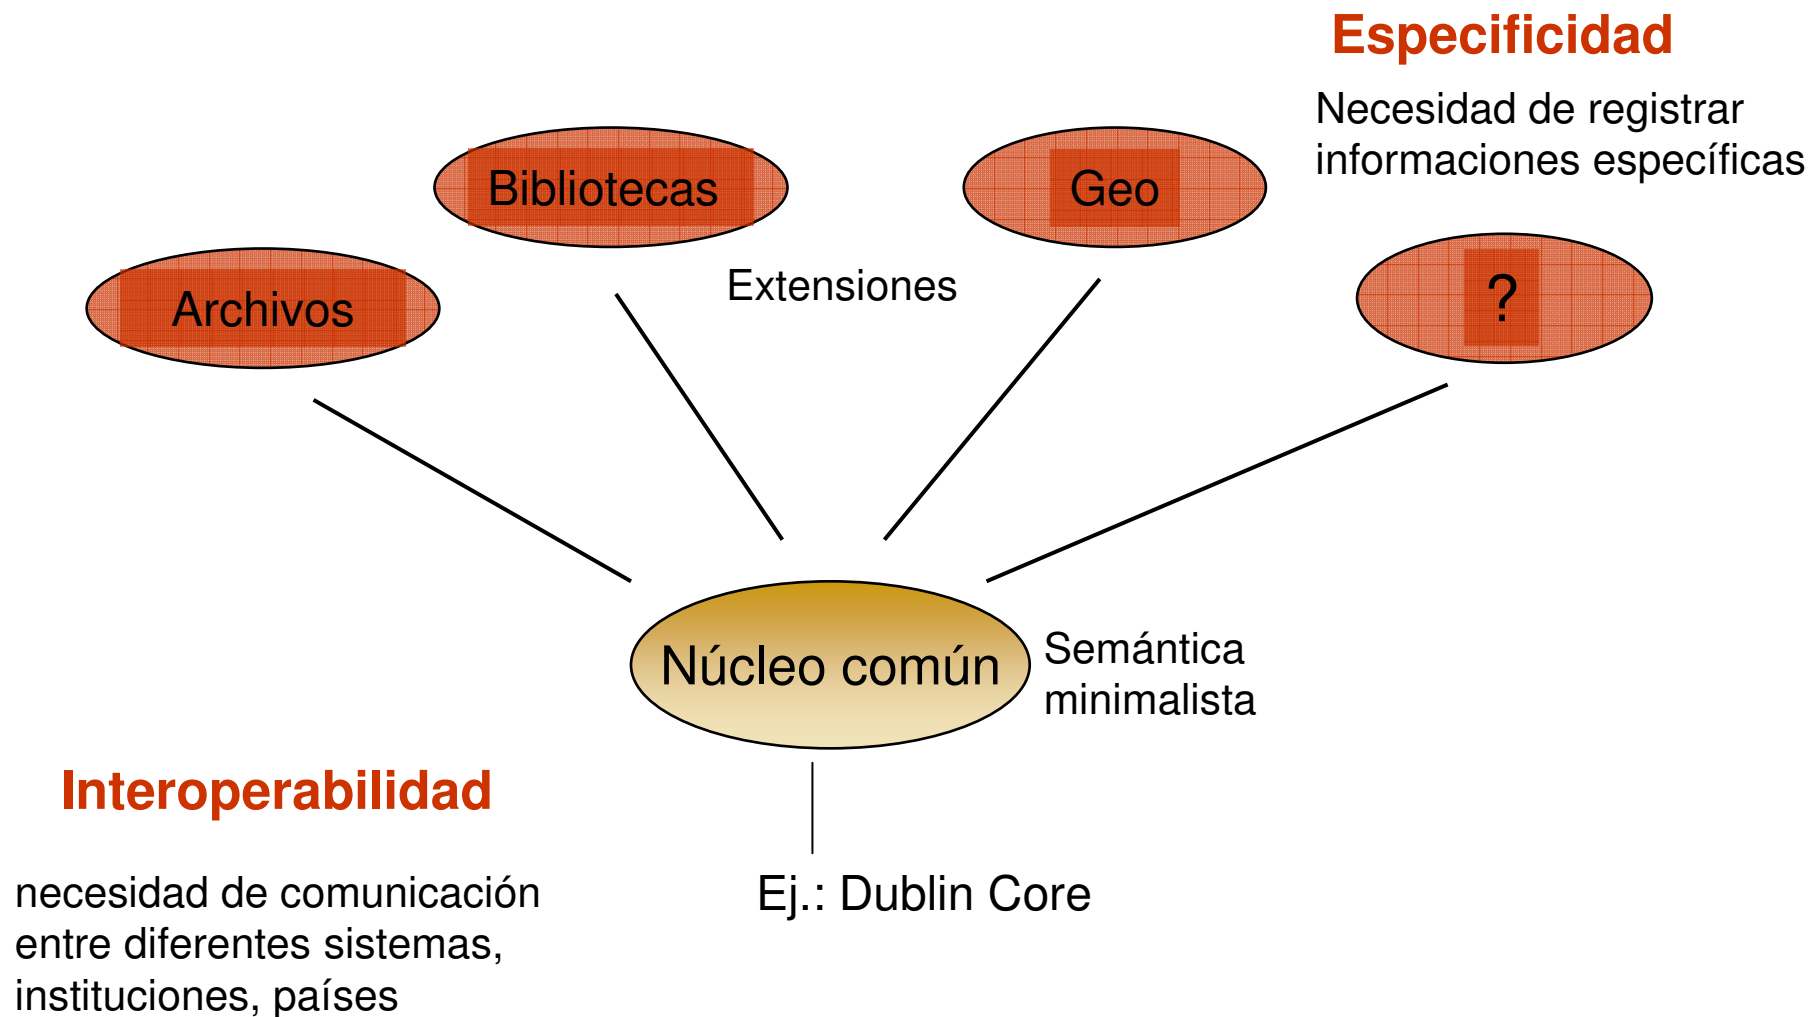 Especificidad
Necesidad de registrar
informaciones específicas
Bibliotecas
Geo
Archivos
Extensiones
?
Núcleo común
Semántica
minimalista
Interoperabilidad
necesidad de comunicación
entre diferentes sistemas,
instituciones, países
Ej.: Dublin Core